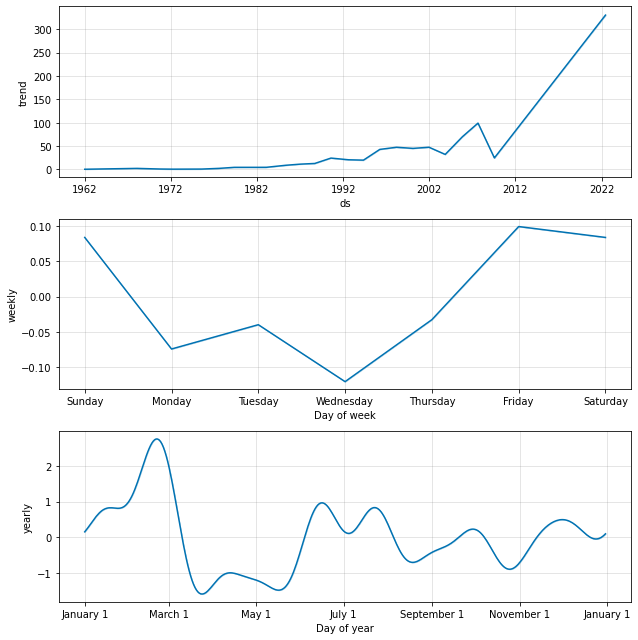 300
250
200
150
100
50
0
trend
1962 1972 1982 1992 2002 2012 2022
ds
0.10
0.05
0.00
−0.05
−0.10
weekly
Sunday Monday Tuesday Wednesday Thursday Friday Saturday
Day of week
2
1
0
−1
yearly
January 1 March 1 May 1 July 1 September 1 November 1 January 1
Day of year